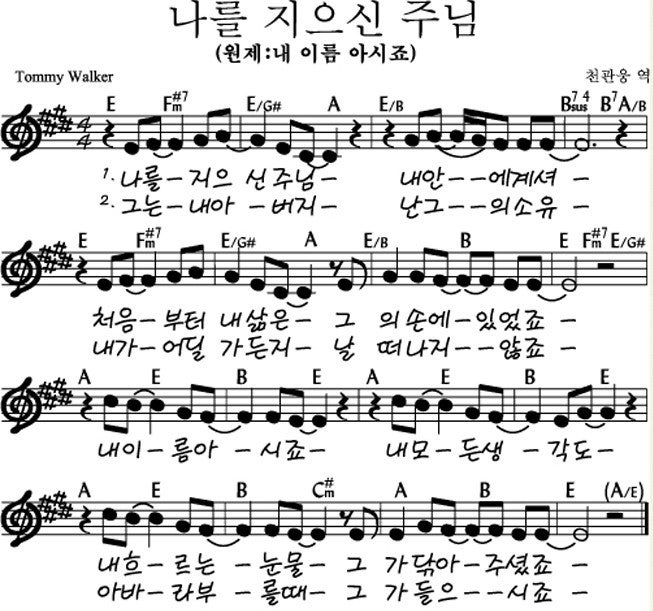 나를 지으신 주님
(원제:내 이름 아시죠)
Tommy Walker 천관웅 역
E F#m7 E/G# A E/B B7sus4 B7 A/B
1. 나를- 지으 신주님- 내안---에계셔 -
2. 그는-내아 -버지- 난그---의소유 -
E F#m7 E/G# A E/B B E F#m7 E/G#
처음-부터 내삶은- 그 의손에-있었죠 -
내가-어딜 가든지- 날 떠나지---않죠 -
A E B E A E B E
내이 -름아 -시죠- 내모 -든생 -각도-
A E B C#m A B E (A/E)
내흐-르는 -눈물- 그 가닦아-주셨죠 -
아바-라부 -를때- 그 가들으--시죠 -